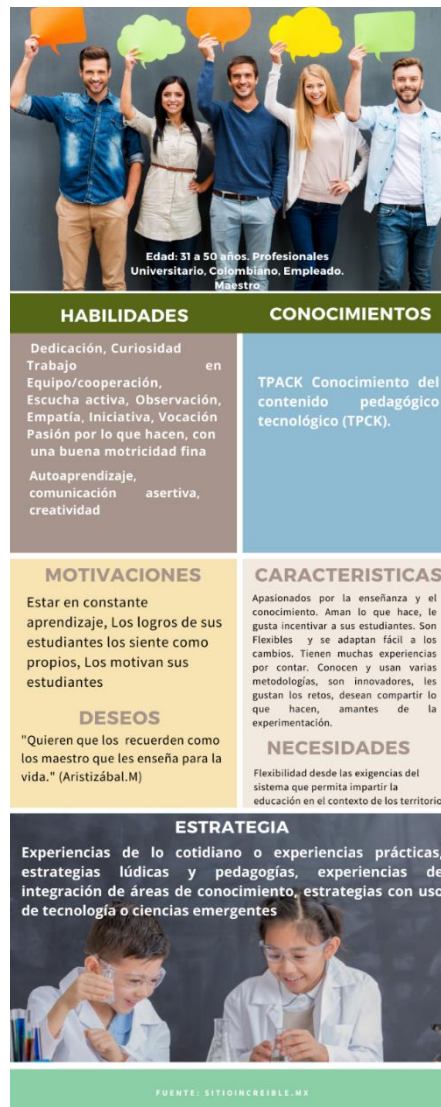 Edad: 31 a 50 años. Profesionales
Universitario, Colombiano, Empleado.
Maestro
HABILIDADES
Dedicación, Curiosidad
Trabajo en
Equipo/cooperación,
Escucha activa, Observación,
Empatía, Iniciativa, Vocación
Pasión por lo que hacen, con
una buena motricidad fina
Autoaprendizaje,
comunicación asertiva,
creatividad
CONOCIMIENTOS
TPACK Conocimiento del
contenido pedagógico
tecnológico (TPCK).
MOTIVACIONES
Estar en constante
aprendizaje, Los logros de sus
estudiantes los siente como
propios, Los motivan sus
estudiantes
DESEOS
"Quieren que los recuerden como
los maestro que les enseña para la
vida." (Aristizábal.M)
CARACTERISTICAS
Apasionados por la enseñanza y el
conocimiento. Aman lo que hace, le
gusta incentivar a sus estudiantes. Son
Flexibles y se adaptan fácil a los
cambios. Tienen muchas experiencias
por contar. Conocen y usan varias
metodologías, son innovadores, les
gustan los retos, desean compartir lo
que hacen, amantes de la
experimentación.
NECESIDADES
Flexibilidad desde las exigencias del
sistema que permita impartir la
educación en el contexto de los territorio
ESTRATEGIA
Experiencias de lo cotidiano o experiencias prácticas,
estrategias lúdicas y pedagogías, experiencias de
integración de áreas de conocimiento, estrategias con uso
de tecnología o ciencias emergentes
FUENTE: SITIOINCREIBLE.MX